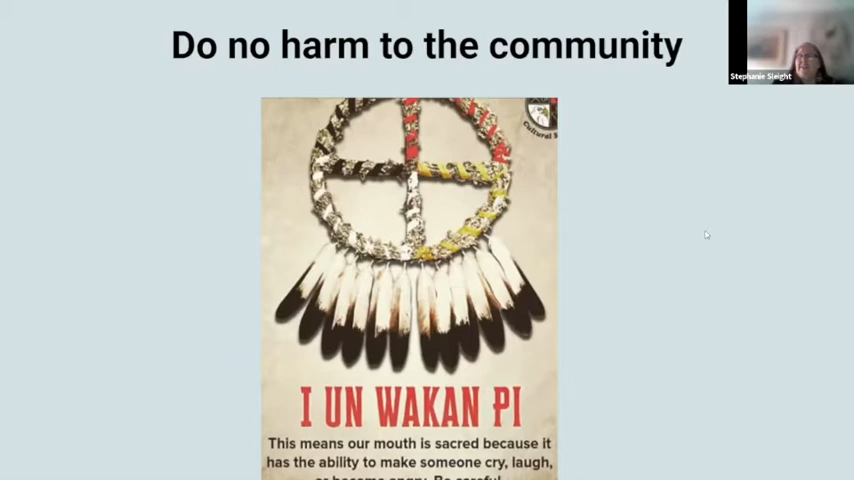 Do no harm to the community
Stephanie Sleight
Cultural
I UN WAKAN PI
This means our mouth is sacred because it
has the ability to make someone cry, laugh,
or become angry. Be careful